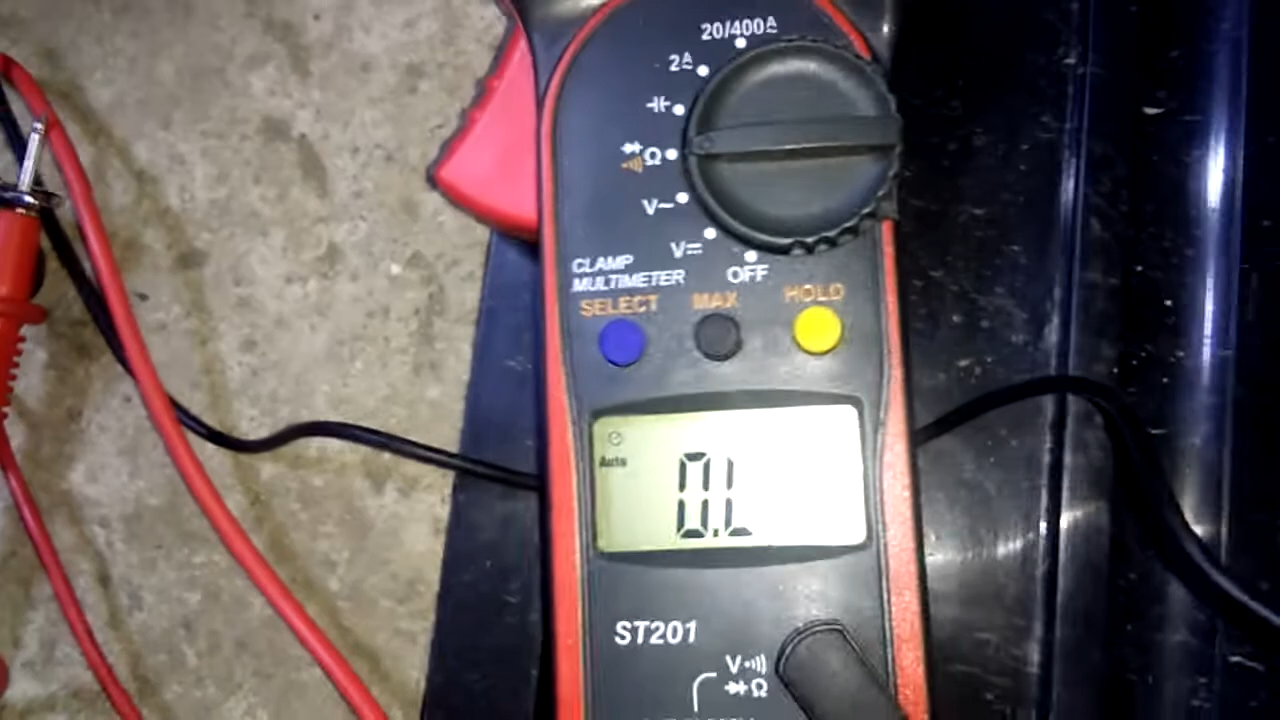 20/400A
2A
Ω
V~
V=
OFF
CLAMP
MULTIMETER
SELECT MAX HOLD
Auto
0.L
ST201
V
Ω